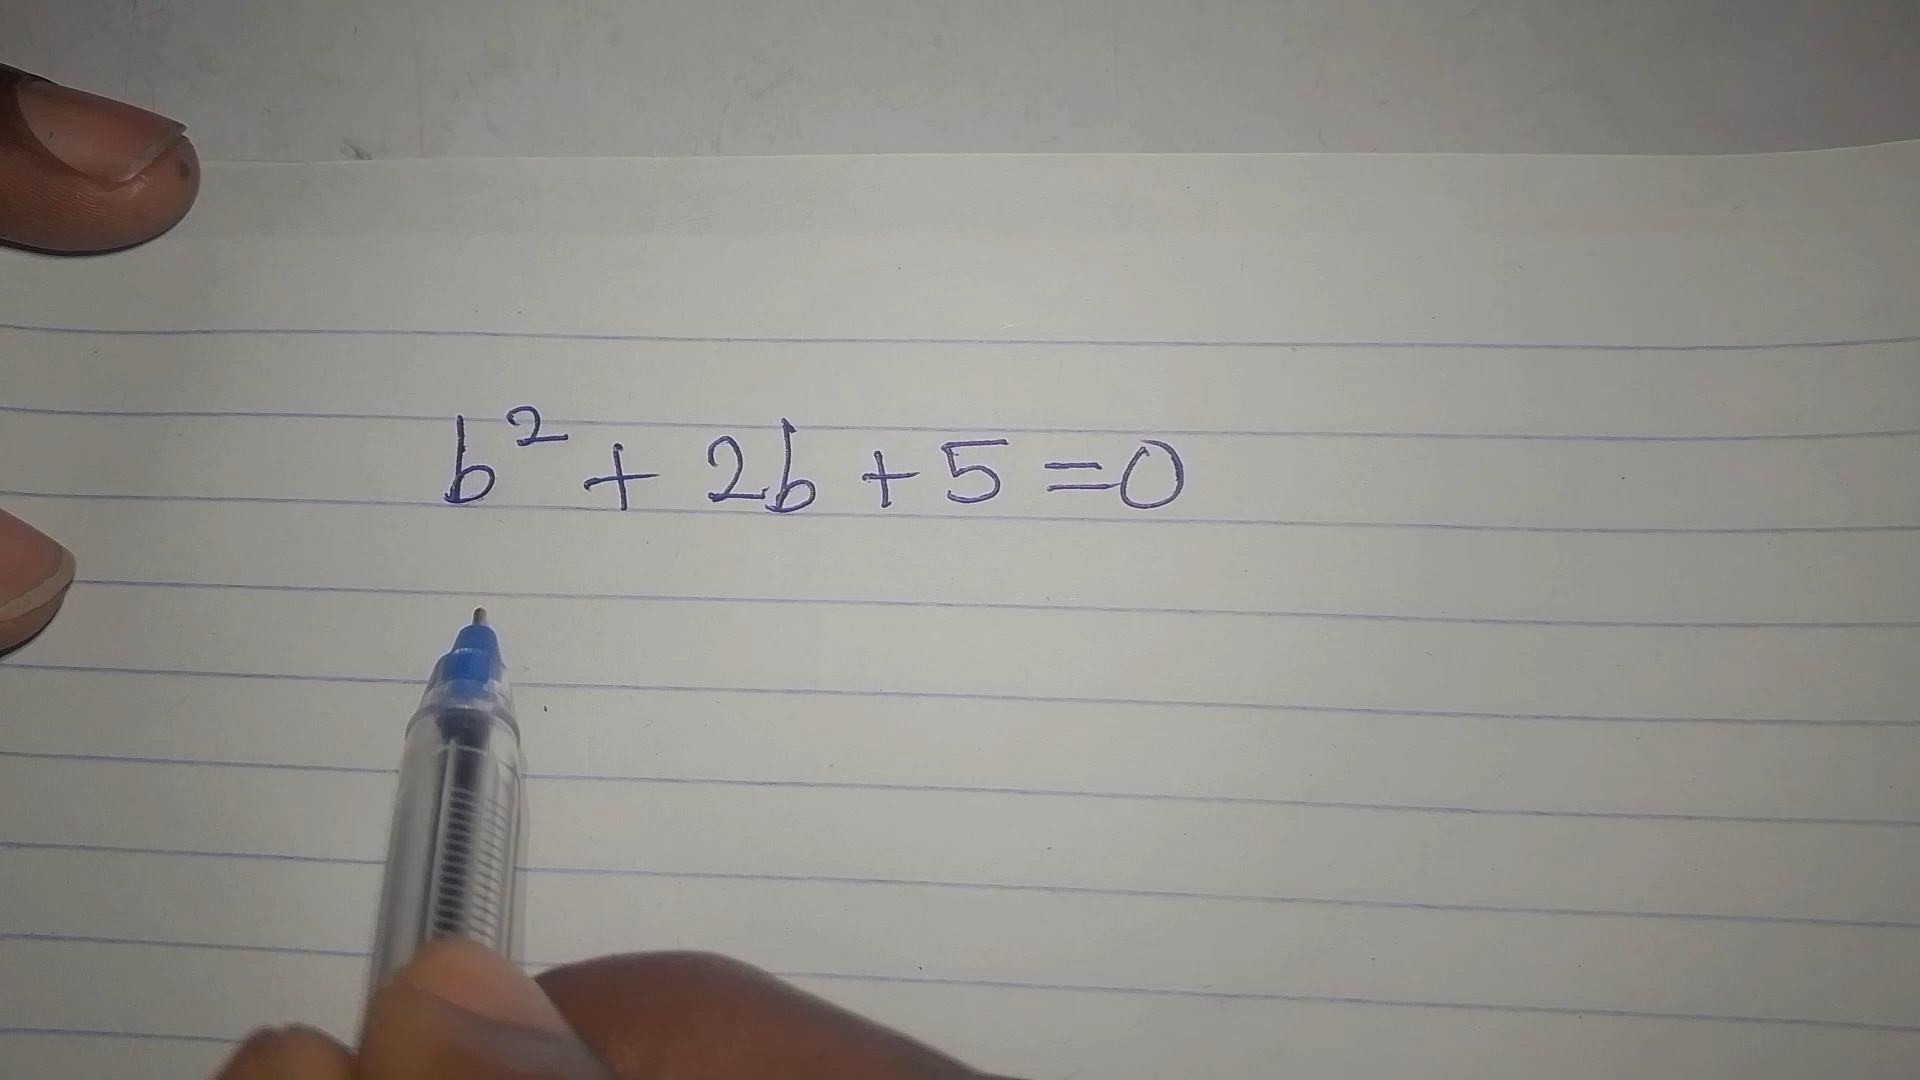 b² + 2b + 5 = 0